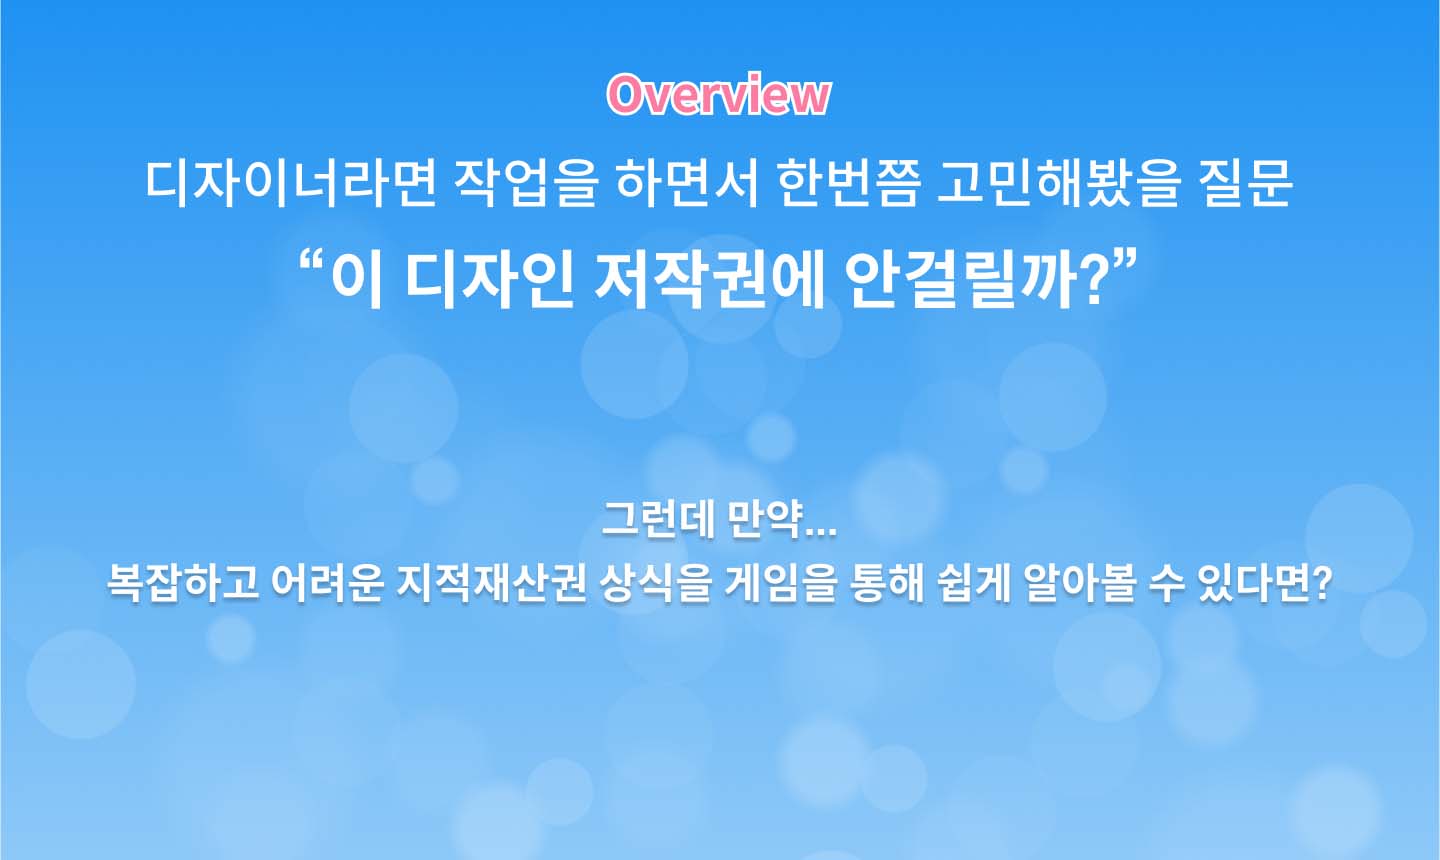 Overview
디자이너라면 작업을 하면서 한번쯤 고민해봤을 질문
“이 디자인 저작권에 안걸릴까?”
그런데 만약...
복잡하고 어려운 지적재산권 상식을 게임을 통해 쉽게 알아볼 수 있다면?